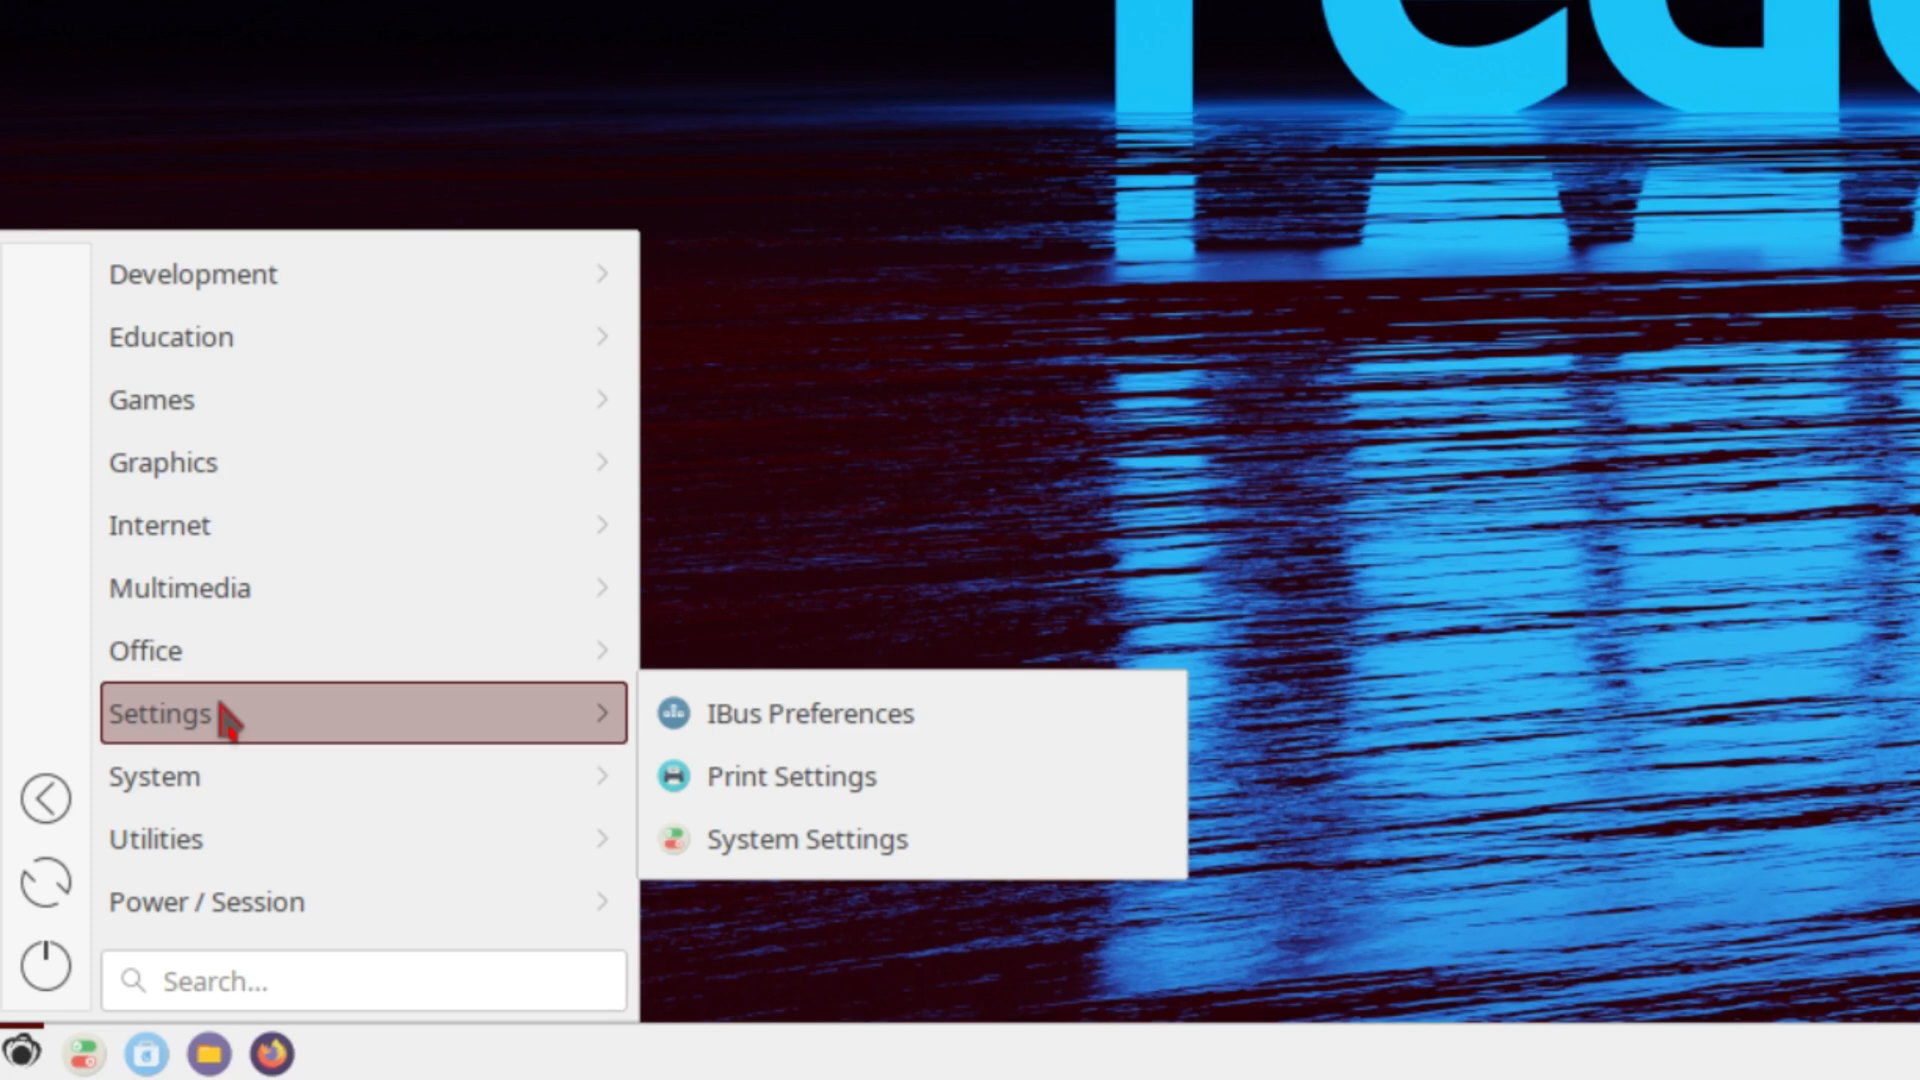 Development
Education
Games
Graphics
Internet
Multimedia
Office
Settings
IBus Preferences
System
Print Settings
Utilities
System Settings
Power / Session
Search...